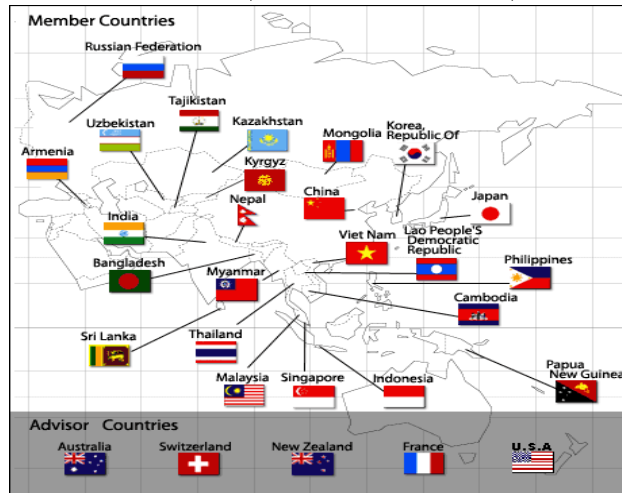 Member Countries
Russian Federation
Tajikistan
Uzbekistan
Kazakhstan
Mongolia
Korea,
Republic Of
Armenia
Kyrgyz
China
Japan
Nepal
India
Viet Nam
Lao People'S
Democratic
Republic
Philippines
Bangladesh
Myanmar
Cambodia
Sri Lanka
Thailand
Malaysia
Singapore
Indonesia
Papua
New Guinea
Advisor Countries
Australia
Switzerland
New Zealand
France
U.S.A